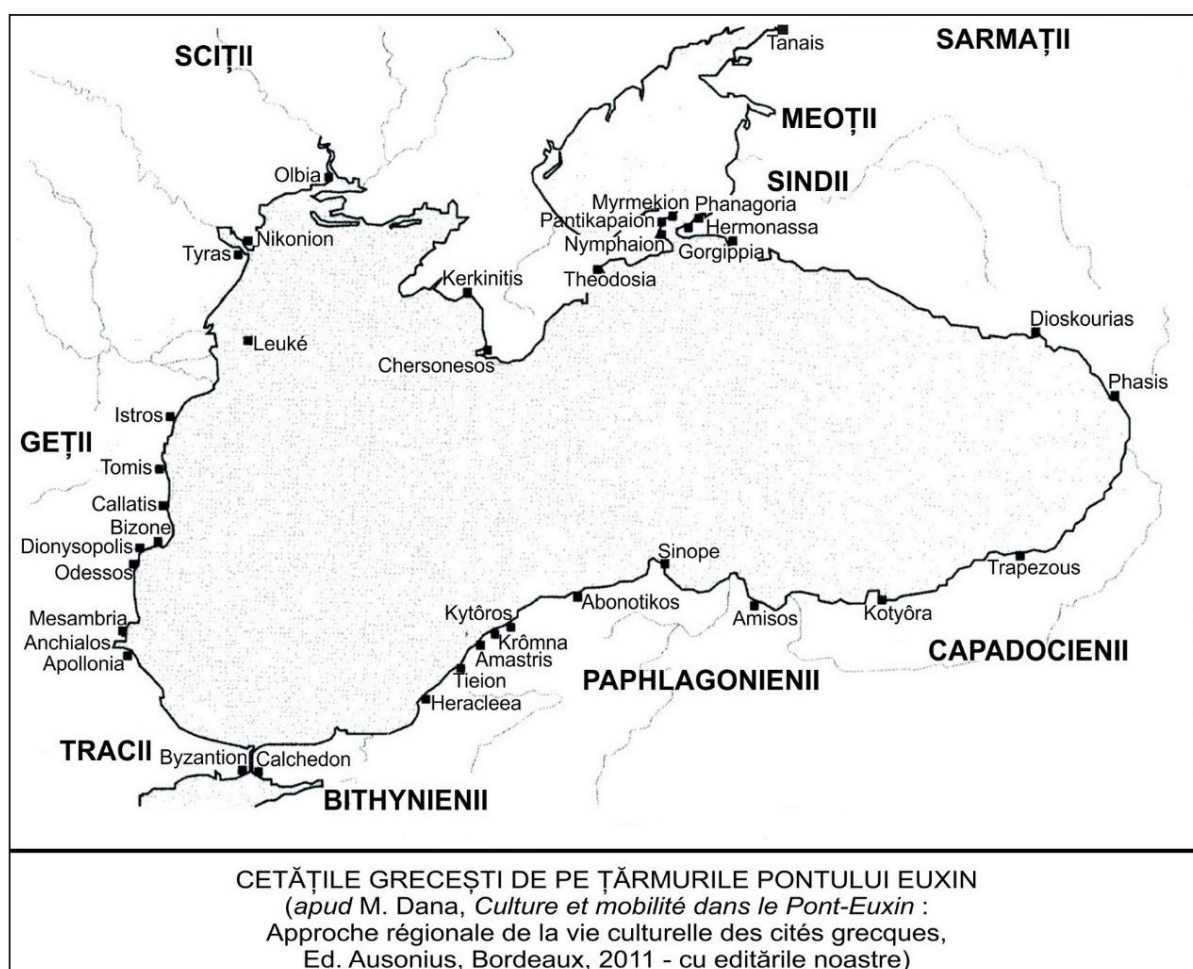 SCIȚII
Tanais
SARMAȚII
MEOȚII
Olbia
SINDII
Myrmekion
Phanagoria
Pantikapaion
Hermonassa
Nikonion
Nymphaion
Gorgippia
Tyras
Theodosia
Kerkinitis
Dioskourias
Leuké
Chersonesos
Phasis
Istros
GEȚII
Tomis
Callatis
Bizone
Dionysopolis
Odessos
Sinope
Trapezous
Abonotikos
Mesambria
Kytôros
Amisos
Kotyôra
Anchialos
Krômna
Apollonia
Amastris
CAPADOCIENII
Tieion
PAPHLAGONIENII
Heracleea
TRACII
Byzantion
Calchedon
BITHYNIENII
CETĂȚILE GRECEȘTI DE PE ȚĂRMURILE PONTULUI EUXIN
(apud M. Dana, Culture et mobilité dans le Pont-Euxin :
Approche régionale de la vie culturelle des cités grecques,
Ed. Ausonius, Bordeaux, 2011 - cu editările noastre)